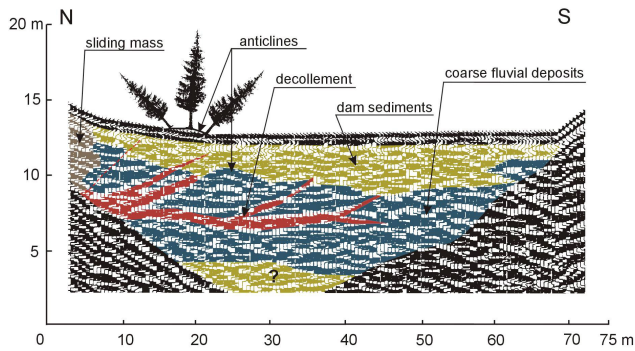 N
S
20 m
sliding mass
anticlines
decollement
coarse fluvial deposits
dam sediments
15
10
5
?
0
10
20
30
40
50
60
70
75 m